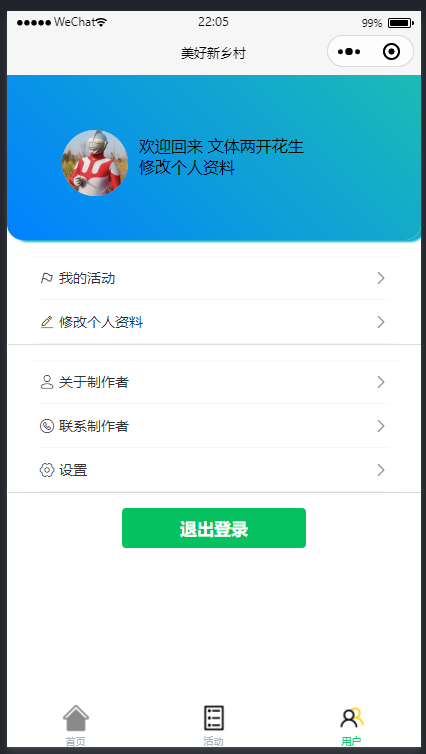 WeChat 22:05 99%
美好新乡村
欢迎回来 文体两开花生
修改个人资料
我的活动
修改个人资料
关于制作者
联系制作者
设置
退出登录
首页 活动 用户